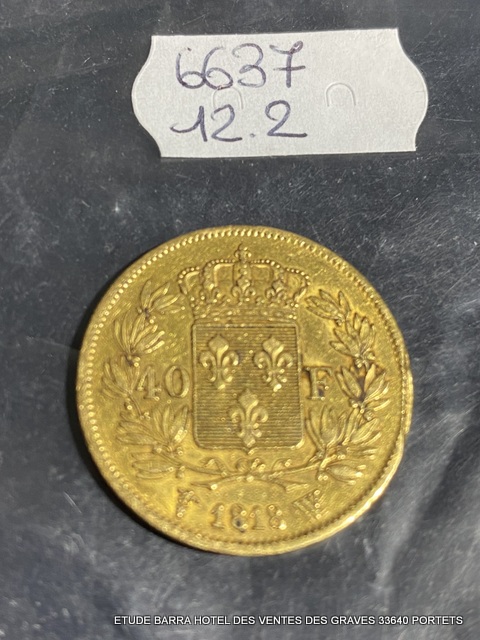 6637
12.2
40 F
1818 W
ETUDE BARRA HOTEL DES VENTES DES GRAVES 33640 PORTETS